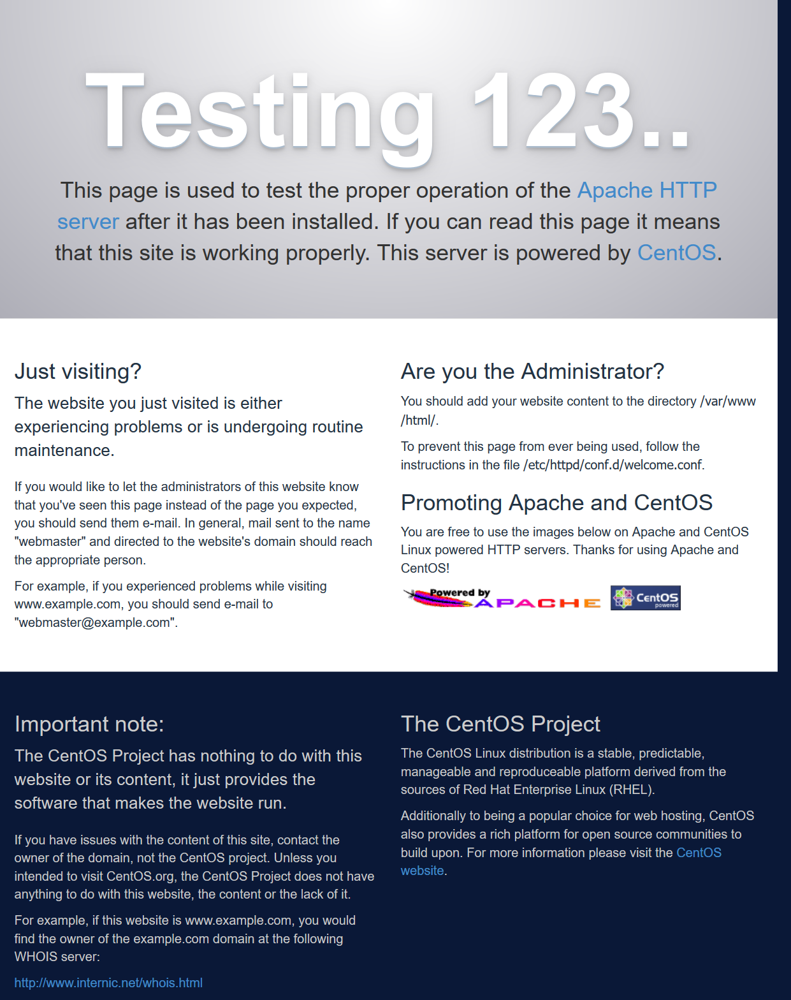 Testing 123..
This page is used to test the proper operation of the Apache HTTP
server after it has been installed. If you can read this page it means
that this site is working properly. This server is powered by CentOS.
Just visiting?
The website you just visited is either
experiencing problems or is undergoing routine
maintenance.
If you would like to let the administrators of this website know
that you've seen this page instead of the page you expected,
you should send them e-mail. In general, mail sent to the name
"webmaster" and directed to the website's domain should reach
the appropriate person.
For example, if you experienced problems while visiting
www.example.com, you should send e-mail to
"webmaster@example.com".
Are you the Administrator?
You should add your website content to the directory /var/www
/html/.
To prevent this page from ever being used, follow the
instructions in the file /etc/httpd/conf.d/welcome.conf.
Promoting Apache and CentOS
You are free to use the images below on Apache and CentOS
Linux powered HTTP servers. Thanks for using Apache and
CentOS!
Powered by
APACHE
CentOS
powered
Important note:
The CentOS Project has nothing to do with this
website or its content, it just provides the
software that makes the website run.
If you have issues with the content of this site, contact the
owner of the domain, not the CentOS project. Unless you
intended to visit CentOS.org, the CentOS Project does not have
anything to do with this website, the content or the lack of it.
For example, if this website is www.example.com, you would
find the owner of the example.com domain at the following
WHOIS server:
http://www.internic.net/whois.html
The CentOS Project
The CentOS Linux distribution is a stable, predictable,
manageable and reproduceable platform derived from the
sources of Red Hat Enterprise Linux (RHEL).
Additionally to being a popular choice for web hosting, CentOS
also provides a rich platform for open source communities to
build upon. For more information please visit the CentOS
website.